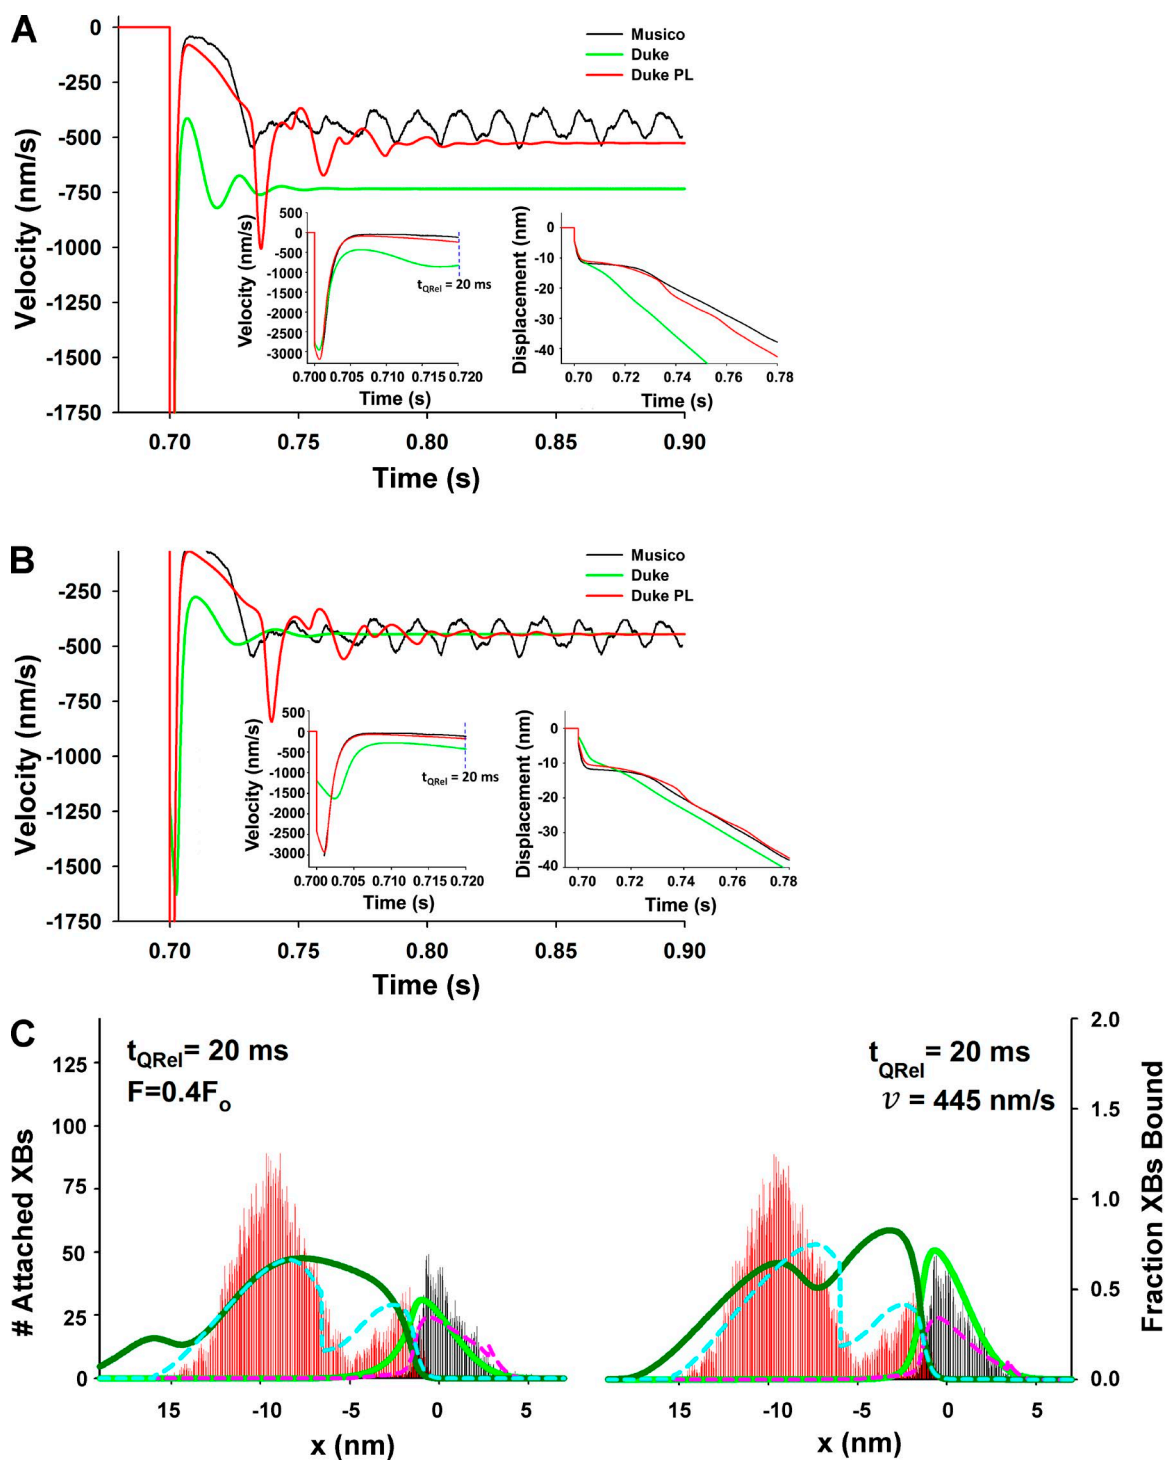 A
Musico
Duke
Duke PL
0
-250
-500
-750
-1000
-1250
-1500
-1750
Velocity (nm/s)
0.70
0.75
0.80
0.85
0.90
Time (s)
500
0
-500
-1000
-1500
-2000
-2500
-3000
Velocity (nm/s)
tQRel = 20 ms
0.700 0.705 0.710 0.715 0.720
Time (s)
0
-10
-20
-30
-40
Displacement (nm)
0.70 0.72 0.74 0.76 0.78
Time (s)
B
Musico
Duke
Duke PL
-250
-500
-750
-1000
-1250
-1500
-1750
Velocity (nm/s)
0.70
0.75
0.80
0.85
0.90
Time (s)
500
0
-500
-1000
-1500
-2000
-2500
-3000
Velocity (nm/s)
tQRel = 20 ms
0.700 0.705 0.710 0.715 0.720
Time (s)
0
-10
-20
-30
-40
Displacement (nm)
0.70 0.72 0.74 0.76 0.78
Time (s)
C
tQRel= 20 ms
F=0.4Fo
125
100
75
50
25
0
# Attached XBs
15 -10 -5 0 5
x (nm)
tQRel = 20 ms
v = 445 nm/s
2.0
1.5
1.0
0.5
0.0
Fraction XBs Bound
15 -10 -5 0 5
x (nm)